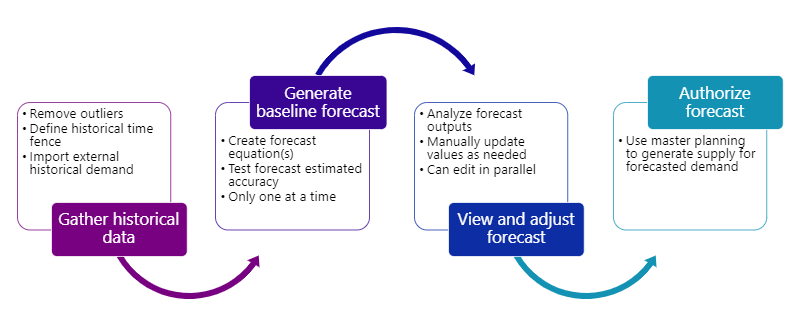 • Remove outliers
• Define historical time
fence
• Import external
historical demand
Gather historical
data
Generate
baseline forecast
• Create forecast
equation(s)
• Test forecast estimated
accuracy
• Only one at a time
• Analyze forecast
outputs
• Manually update
values as needed
• Can edit in parallel
View and adjust
forecast
Authorize
forecast
• Use master planning
to generate supply for
forecasted demand